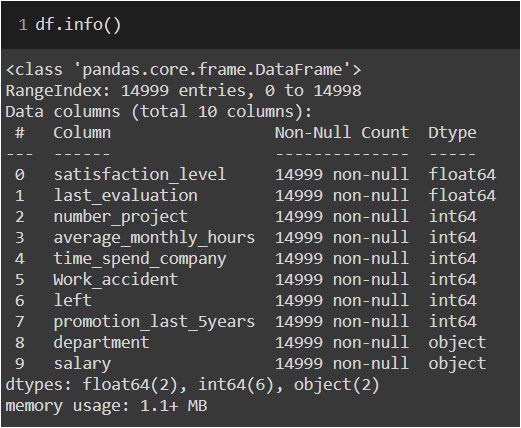 1 df.info()
<class 'pandas.core.frame.DataFrame'>
RangeIndex: 14999 entries, 0 to 14998
Data columns (total 10 columns):
 #   Column                 Non-Null Count  Dtype
---  ------                 --------------  -----
 0   satisfaction_level     14999 non-null  float64
 1   last_evaluation        14999 non-null  float64
 2   number_project         14999 non-null  int64
 3   average_monthly_hours  14999 non-null  int64
 4   time_spend_company     14999 non-null  int64
 5   Work_accident          14999 non-null  int64
 6   left                   14999 non-null  int64
 7   promotion_last_5years  14999 non-null  int64
 8   department             14999 non-null  object
 9   salary                 14999 non-null  object
dtypes: float64(2), int64(6), object(2)
memory usage: 1.1+ MB